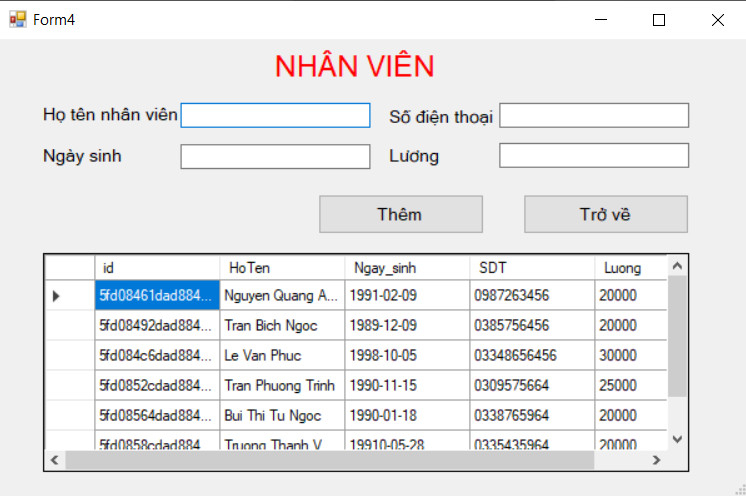 Form4
NHÂN VIÊN
Họ tên nhân viên Số điện thoại
Ngày sinh Lương
Thêm Trở về
id HoTen Ngay_sinh SDT Luong
5fd08461dad884... Nguyen Quang A... 1991-02-09 0987263456 20000
5fd08492dad884... Tran Bich Ngoc 1989-12-09 0385756456 20000
5fd084c6dad884... Le Van Phuc 1998-10-05 03348656456 30000
5fd0852cdad884... Tran Phuong Trinh 1990-11-15 0309575664 25000
5fd08564dad884... Bui Thi Tu Ngoc 1990-01-18 0338765964 20000
5fd0858cdad884... Truong Thanh V... 19910-05-28 0335435964 20000